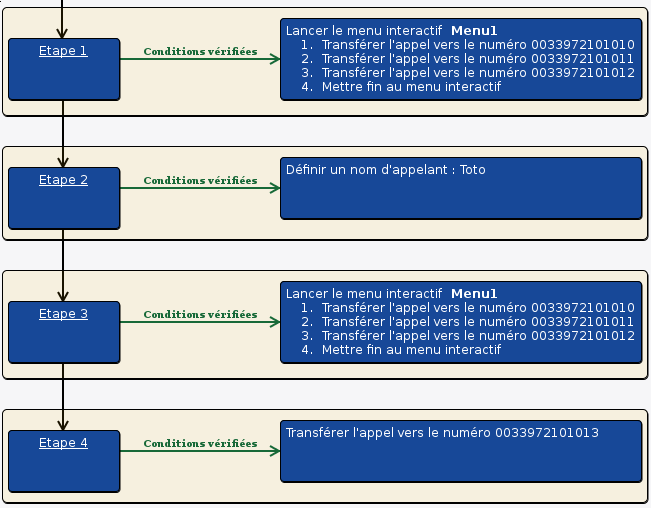 Etape 1
Conditions vérifiées
Lancer le menu interactif Menu1
1. Transférer l'appel vers le numéro 0033972101010
2. Transférer l'appel vers le numéro 0033972101011
3. Transférer l'appel vers le numéro 0033972101012
4. Mettre fin au menu interactif
Etape 2
Conditions vérifiées
Définir un nom d'appelant : Toto
Etape 3
Conditions vérifiées
Lancer le menu interactif Menu1
1. Transférer l'appel vers le numéro 0033972101010
2. Transférer l'appel vers le numéro 0033972101011
3. Transférer l'appel vers le numéro 0033972101012
4. Mettre fin au menu interactif
Etape 4
Conditions vérifiées
Transférer l'appel vers le numéro 0033972101013